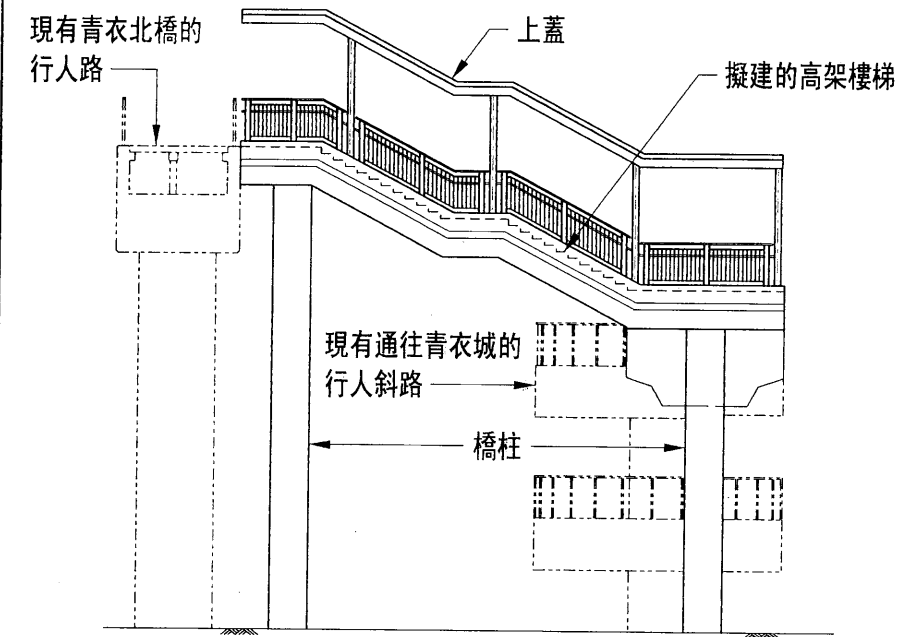 現有青衣北橋的
行人路
上蓋
擬建的高架樓梯
現有通往青衣城的
行人斜路
橋柱